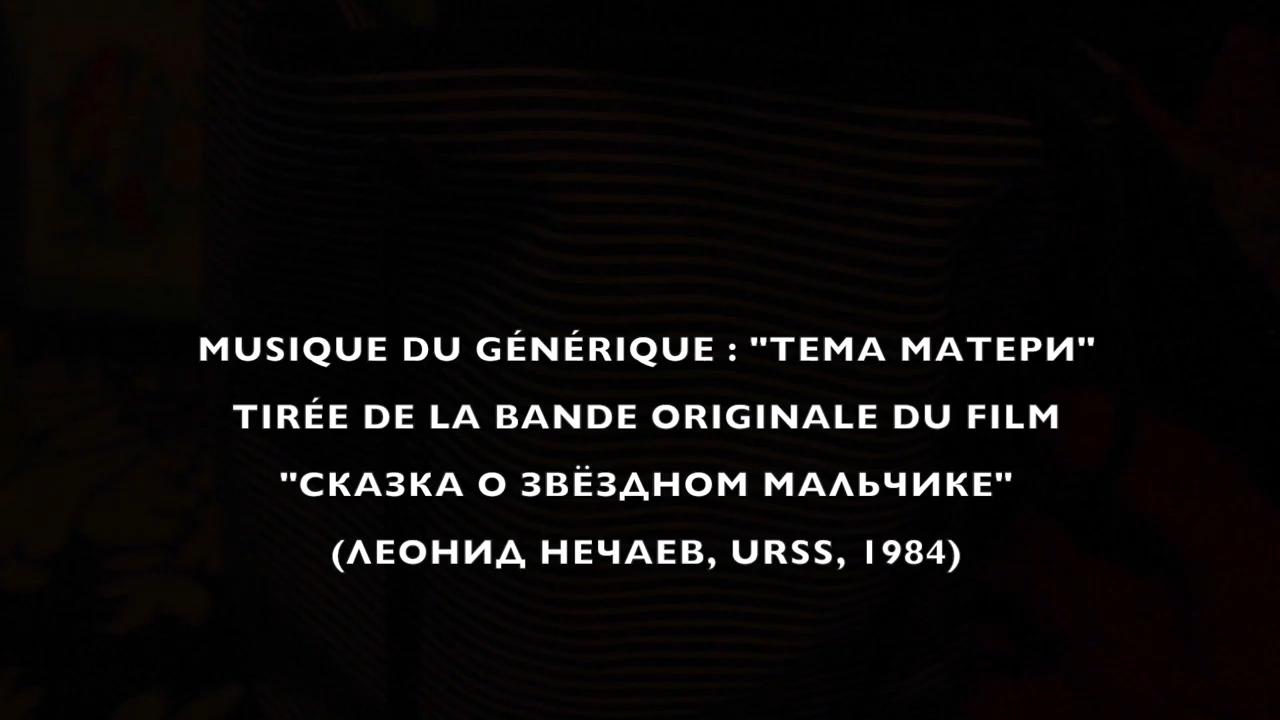 MUSIQUE DU GÉNÉRIQUE : "ТЕМА МАТЕРИ"
TIRÉE DE LA BANDE ORIGINALE DU FILM
"СКАЗКА О ЗВЁЗДНОМ МАЛЬЧИКЕ"
(ЛЕОНИД НЕЧАЕВ, URSS, 1984)